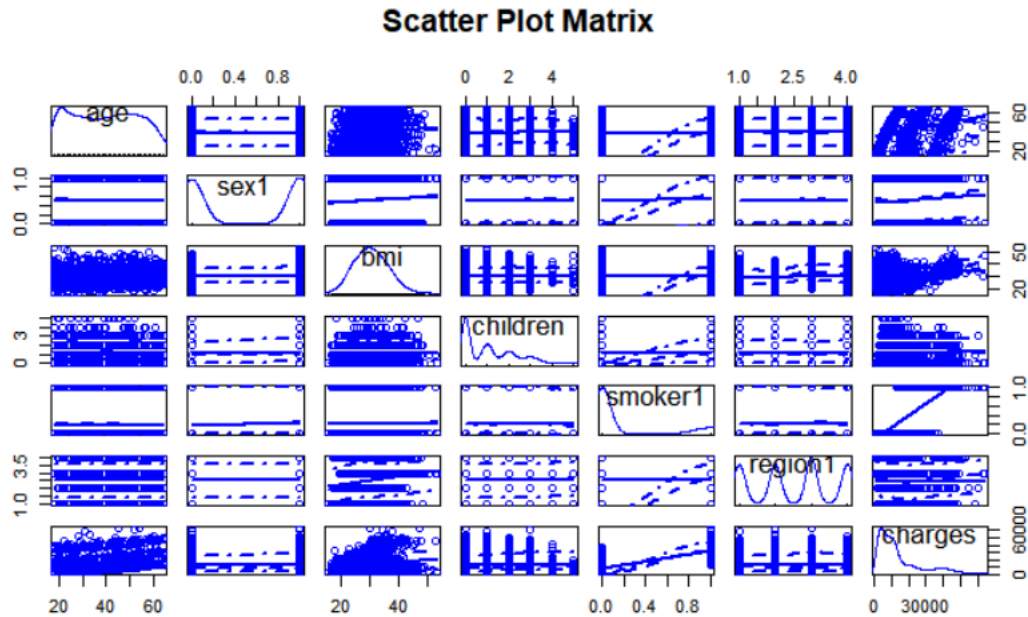 Scatter Plot Matrix
0.0 0.4 0.8 0 2 4 1.0 2.5 4.0
age 20 60
0.0 1.0 sex1
bmi 20 50
0 3 children
smoker1 0.0 1.0
1.0 3.5 region1
charges 0 60000
20 40 60 20 40 0.0 0.4 0.8 0 30000